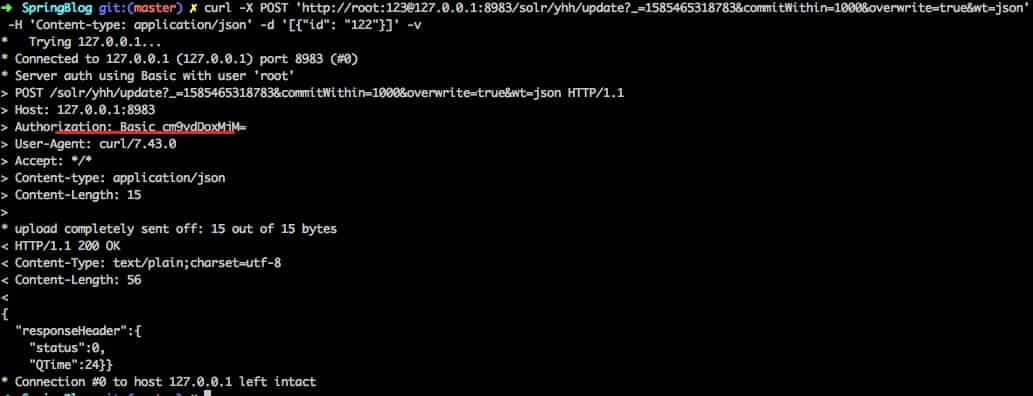 ➜ SpringBlog git:(master) ✗ curl -X POST 'http://root:123@127.0.0.1:8983/solr/yhh/update?_=1585465318783&commitWithin=1000&overwrite=true&wt=json'
-H 'Content-type: application/json' -d '[{"id": "122"}]' -v
* Trying 127.0.0.1...
* Connected to 127.0.0.1 (127.0.0.1) port 8983 (#0)
* Server auth using Basic with user 'root'
> POST /solr/yhh/update?_=1585465318783&commitWithin=1000&overwrite=true&wt=json HTTP/1.1
> Host: 127.0.0.1:8983
> Authorization: Basic cm9vdDoxMjM=
> User-Agent: curl/7.43.0
> Accept: */*
> Content-type: application/json
> Content-Length: 15
>
* upload completely sent off: 15 out of 15 bytes
< HTTP/1.1 200 OK
< Content-Type: text/plain;charset=utf-8
< Content-Length: 56
<
{
"responseHeader":{
"status":0,
"QTime":24}}
* Connection #0 to host 127.0.0.1 left intact